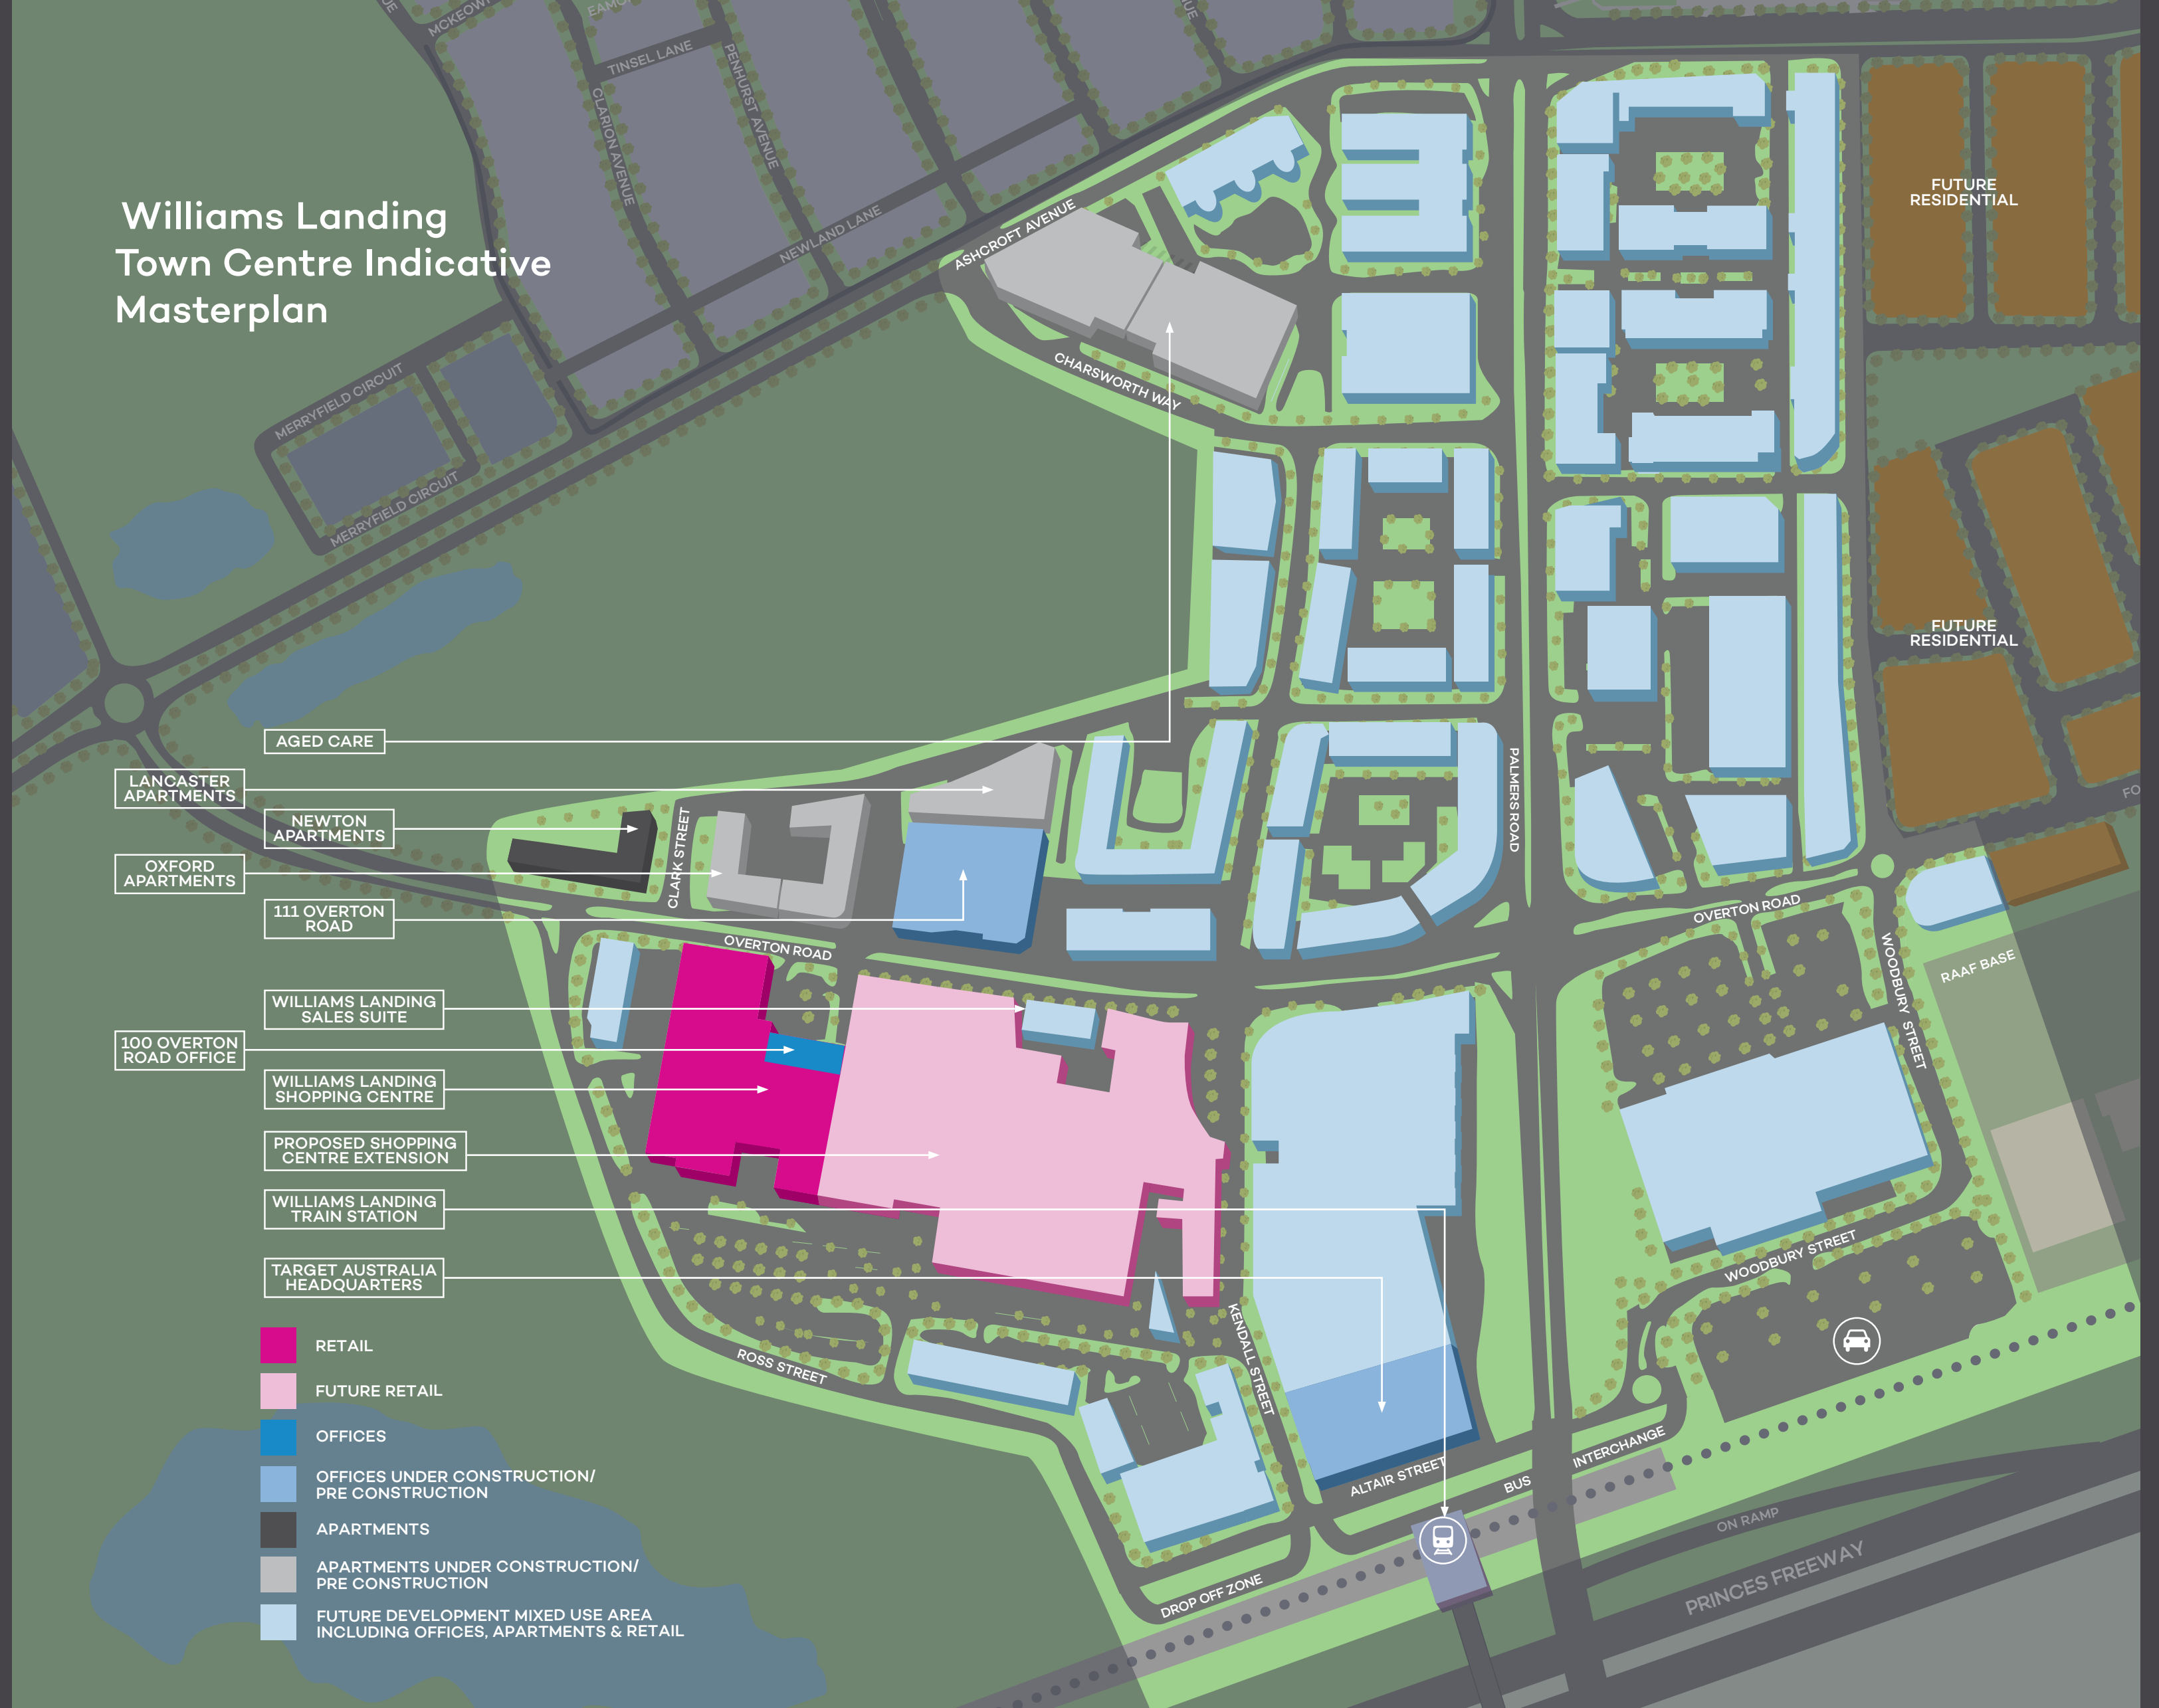 Williams Landing
Town Centre Indicative
Masterplan
TINSEL LANE
CLARION AVENUE
PENHURST AVENUE
NEWLAND LANE
MERRYFIELD CIRCUIT
MERRYFIELD CIRCUIT
ASHCROFT AVENUE
CHARSWORTH WAY
FUTURE
RESIDENTIAL
FUTURE
RESIDENTIAL
PALMERS ROAD
AGED CARE
LANCASTER
APARTMENTS
NEWTON
APARTMENTS
OXFORD
APARTMENTS
111 OVERTON
ROAD
CLARK STREET
OVERTON ROAD
OVERTON ROAD
WOODBURY STREET
RAAF BASE
WILLIAMS LANDING
SALES SUITE
100 OVERTON
ROAD OFFICE
WILLIAMS LANDING
SHOPPING CENTRE
PROPOSED SHOPPING
CENTRE EXTENSION
WILLIAMS LANDING
TRAIN STATION
TARGET AUSTRALIA
HEADQUARTERS
WOODBURY STREET
KENDALL STREET
ROSS STREET
ALTAIR STREET
BUS INTERCHANGE
DROP OFF ZONE
ON RAMP
PRINCES FREEWAY
RETAIL
FUTURE RETAIL
OFFICES
OFFICES UNDER CONSTRUCTION/
PRE CONSTRUCTION
APARTMENTS
APARTMENTS UNDER CONSTRUCTION/
PRE CONSTRUCTION
FUTURE DEVELOPMENT MIXED USE AREA
INCLUDING OFFICES, APARTMENTS & RETAIL